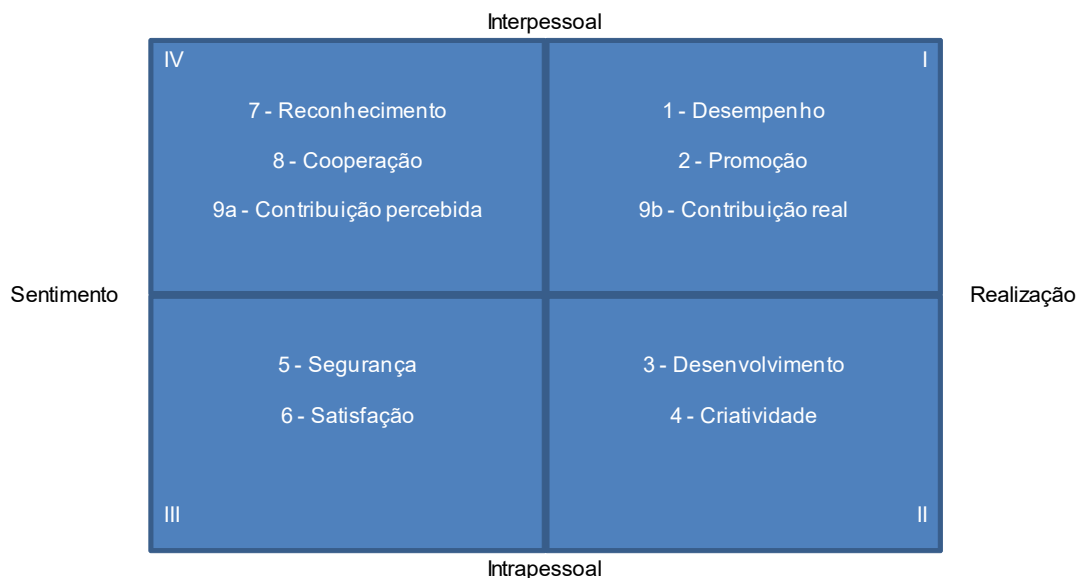 Interpessoal
IV
I
7 - Reconhecimento
1 - Desempenho
8 - Cooperação
2 - Promoção
9a - Contribuição percebida
9b - Contribuição real
Sentimento
Realização
5 - Segurança
3 - Desenvolvimento
6 - Satisfação
4 - Criatividade
III
II
Intrapessoal